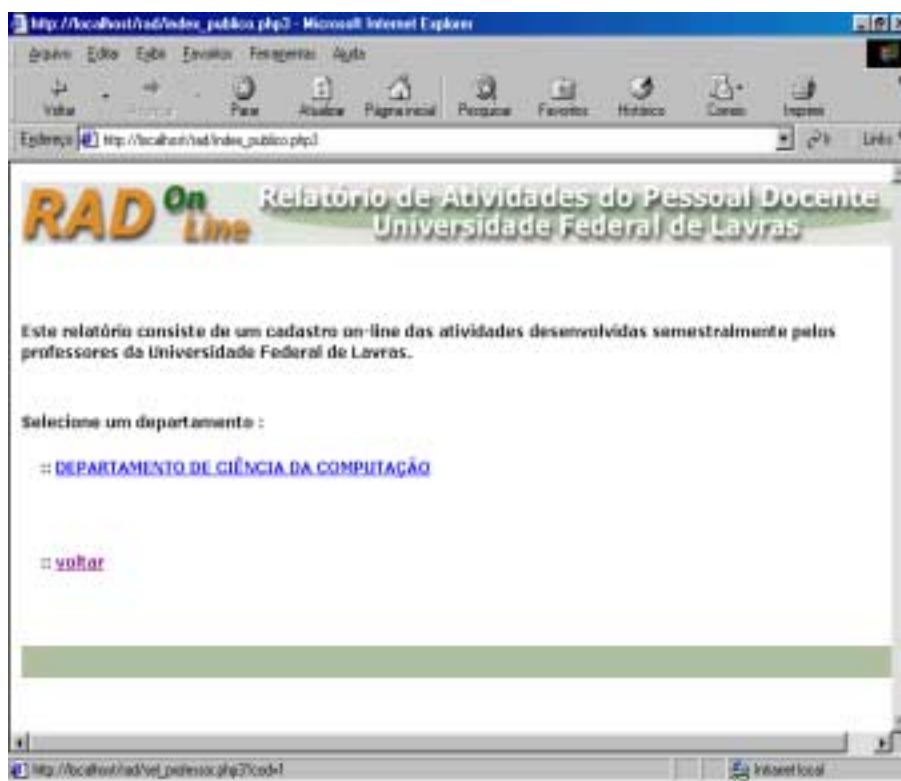 http://localhost/rad/index_publico.php3 - Microsoft Internet Explorer
Arquivo Editar Exibir Favoritos Ferramentas Ajuda
Voltar Parar Atualizar Página inicial Pesquisar Favoritos Histórico Correio Imprimir
Endereço http://localhost/rad/index_publico.php3 Ir Links
RAD On Line
Relatório de Atividades do Pessoal Docente
Universidade Federal de Lavras
Este relatório consiste de um cadastro on-line das atividades desenvolvidas semestralmente pelos
professores da Universidade Federal de Lavras.
Selecione um departamento :
:: DEPARTAMENTO DE CIÊNCIA DA COMPUTAÇÃO
:: voltar
http://localhost/rad/sel_professor.php3?cod=1 Intranet local